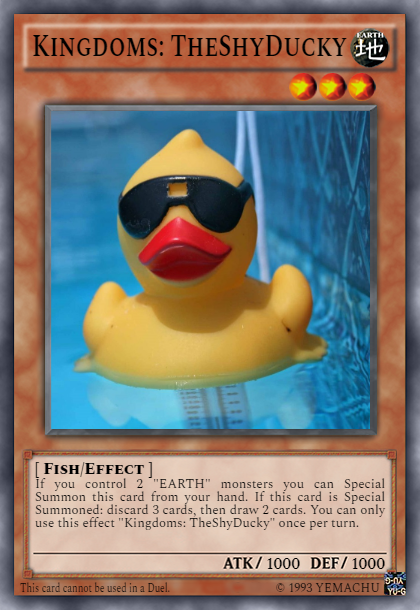 Kingdoms: TheShyDucky
EARTH
地
[ Fish/Effect ]
If you control 2 "EARTH" monsters you can Special
Summon this card from your hand. If this card is Special
Summoned: discard 3 cards, then draw 2 cards. You can only
use this effect "Kingdoms: TheShyDucky" once per turn.
ATK/ 1000 DEF/ 1000
This card cannot be used in a Duel.
© 1993 YEMACHU